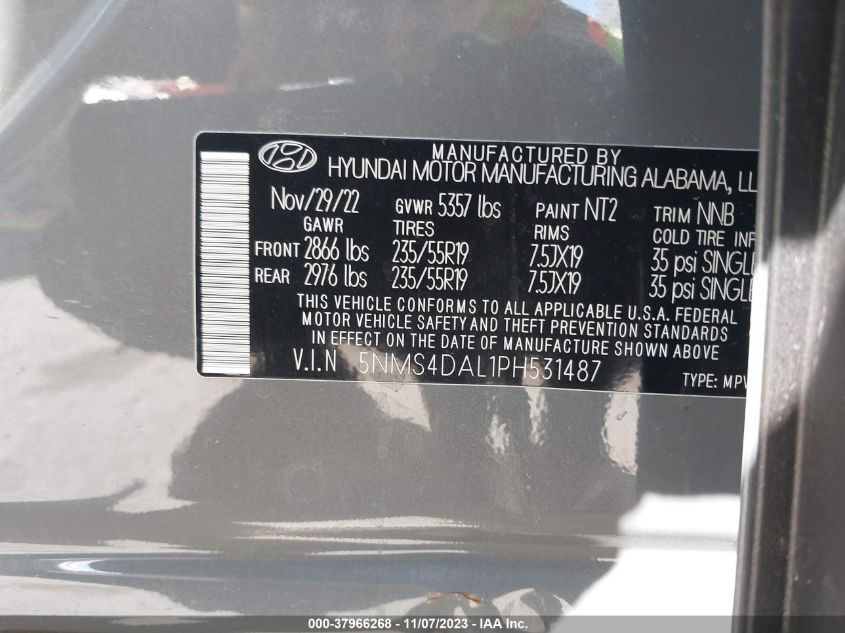 MANUFACTURED BY
HYUNDAI MOTOR MANUFACTURING ALABAMA, LL
Nov/29/22 GVWR 5357 lbs PAINT NT2 TRIM NNB
GAWR TIRES RIMS COLD TIRE INF
FRONT 2866 lbs 235/55R19 7.5JX19 35 psi SINGLE
REAR 2976 lbs 235/55R19 7.5JX19 35 psi SINGLE
THIS VEHICLE CONFORMS TO ALL APPLICABLE U.S.A. FEDERAL
MOTOR VEHICLE SAFETY AND THEFT PREVENTION STANDARDS
IN EFFECT ON THE DATE OF MANUFACTURE SHOWN ABOVE
V.I.N 5NMS4DAL1PH531487
TYPE: MPV
000-37966268 - 11/07/2023 - IAA Inc.